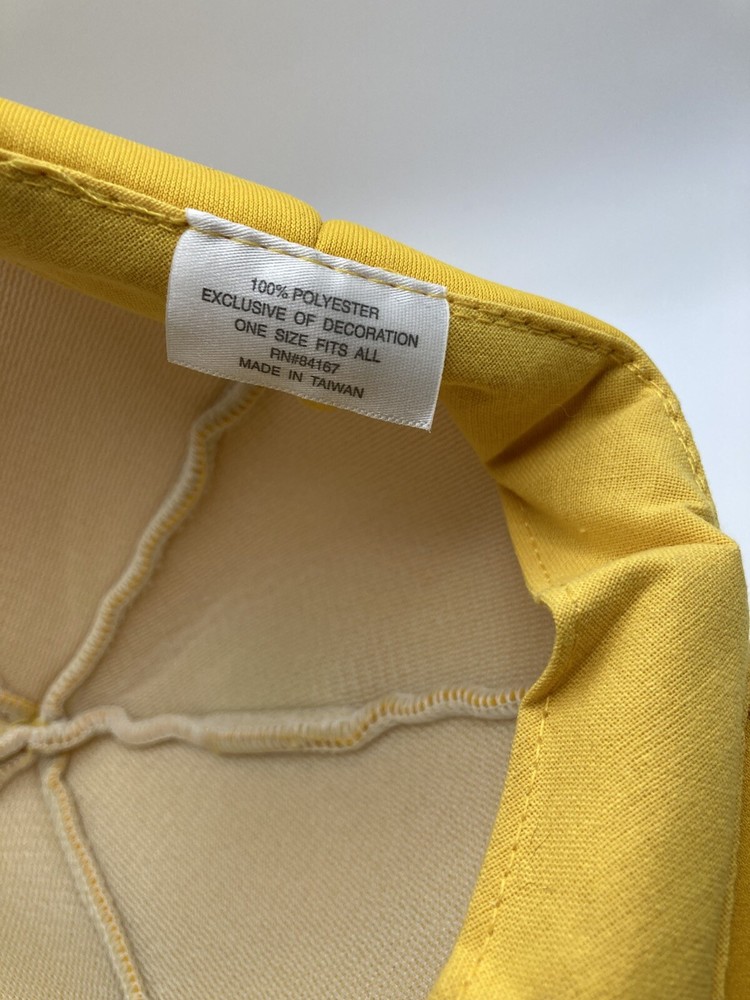 100% POLYESTER
EXCLUSIVE OF DECORATION
ONE SIZE FITS ALL
RN#84167
MADE IN TAIWAN